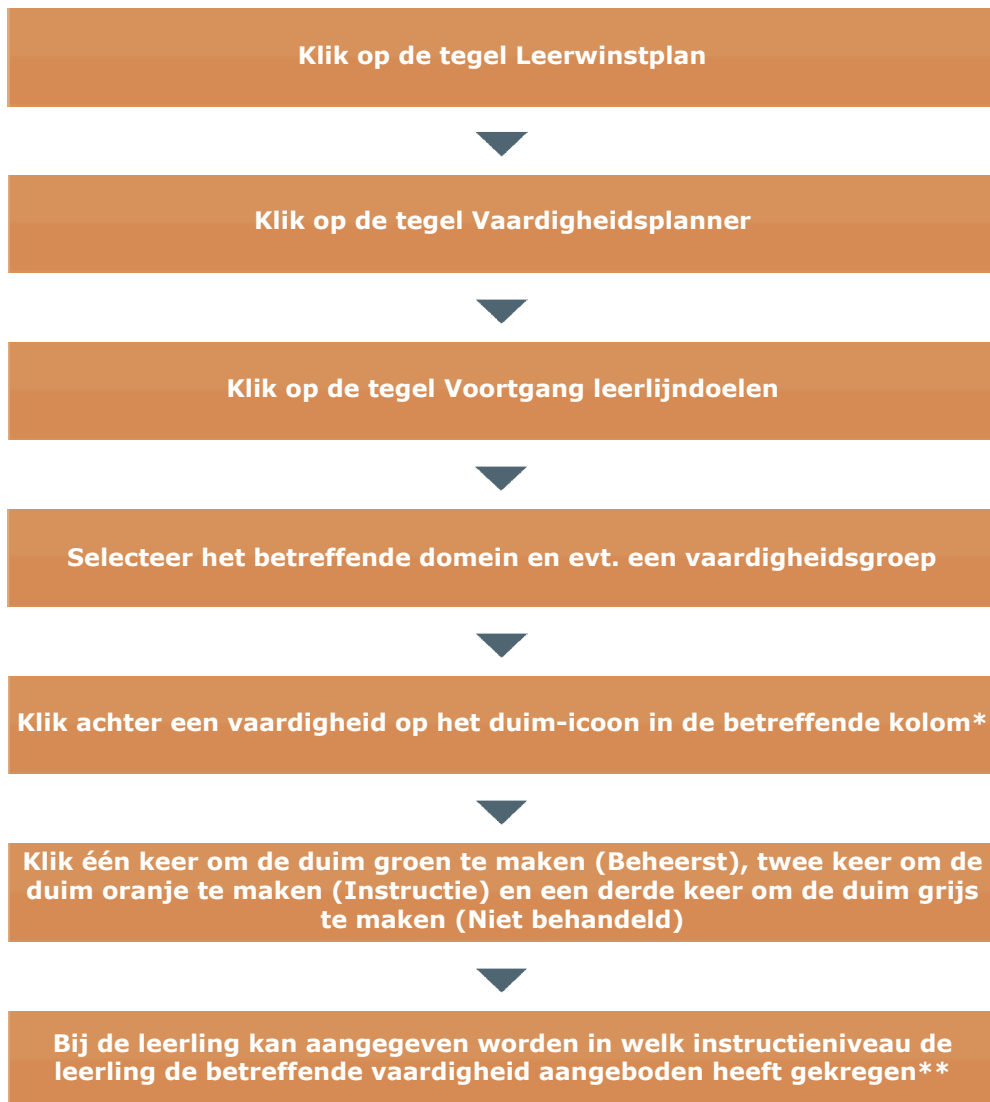 Klik op de tegel Leerwinstplan
Klik op de tegel Vaardigheidsplanner
Klik op de tegel Voortgang leerlijndoelen
Selecteer het betreffende domein en evt. een vaardigheidsgroep
Klik achter een vaardigheid op het duim-icoon in de betreffende kolom*
Klik één keer om de duim groen te maken (Beheerst), twee keer om de
duim oranje te maken (Instructie) en een derde keer om de duim grijs
te maken (Niet behandeld)
Bij de leerling kan aangegeven worden in welk instructieniveau de
leerling de betreffende vaardigheid aangeboden heeft gekregen**